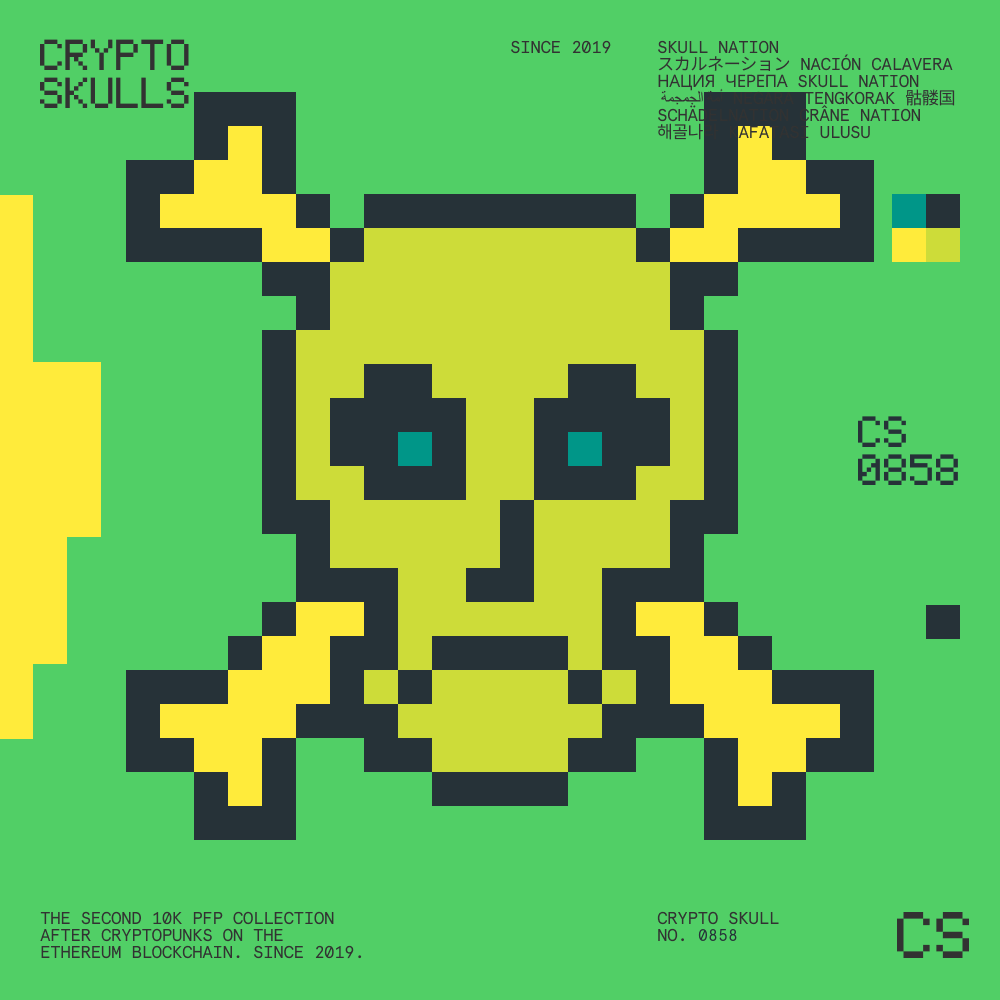 CRYPTO
SKULLS
SINCE 2019
SKULL NATION
スカルネーション NACIÓN CALAVERA
НАЦИЯ ЧЕРЕПА SKULL NATION
الجمجمة TENGKORAK 骷髅国
CRÂNE NATION
해골 ULUSU
CS
0858
THE SECOND 10K PFP COLLECTION
AFTER CRYPTOPUNKS ON THE
ETHEREUM BLOCKCHAIN. SINCE 2019.
CRYPTO SKULL
NO. 0858
CS